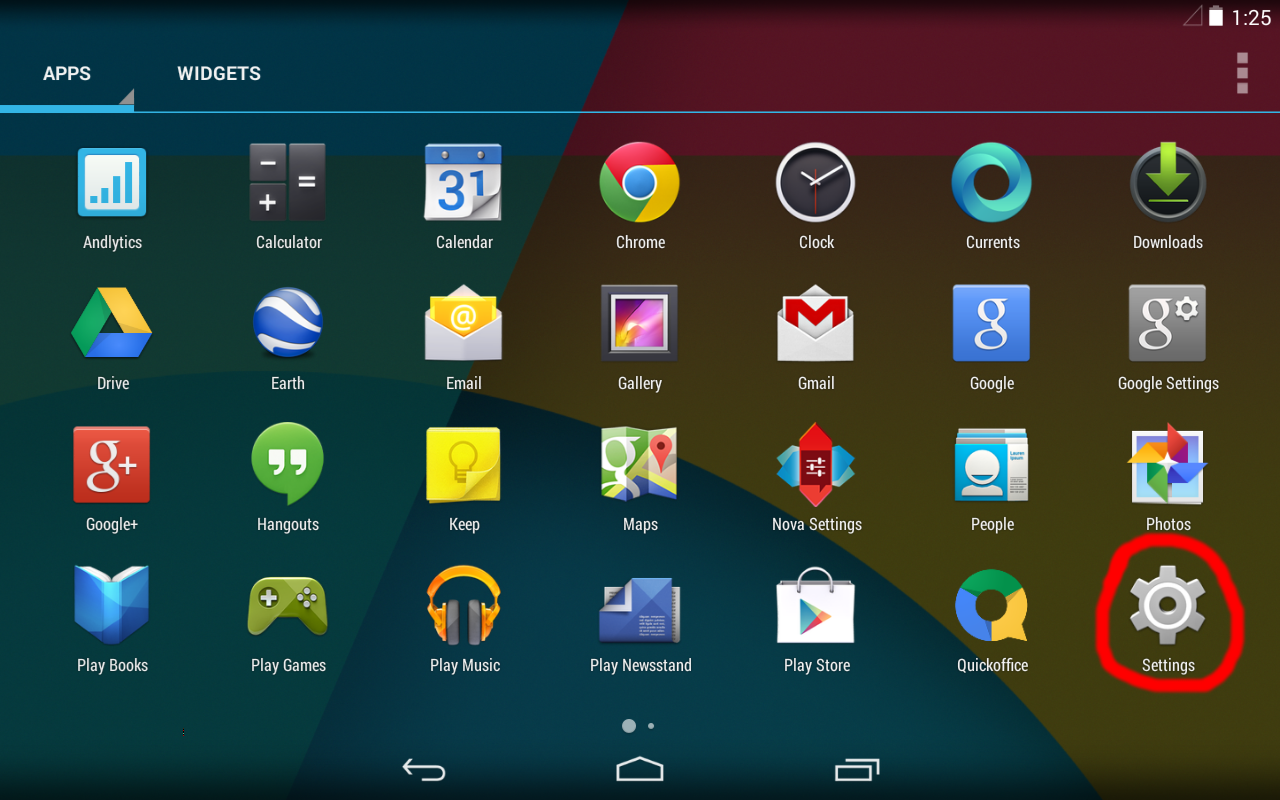 1:25
APPS WIDGETS
31
Andlytics Calculator Calendar Chrome Clock Currents Downloads
Drive Earth Email Gallery Gmail Google Google Settings
Google+ Hangouts Keep Maps Nova Settings People Photos
Play Books Play Games Play Music Play Newsstand Play Store Quickoffice Settings